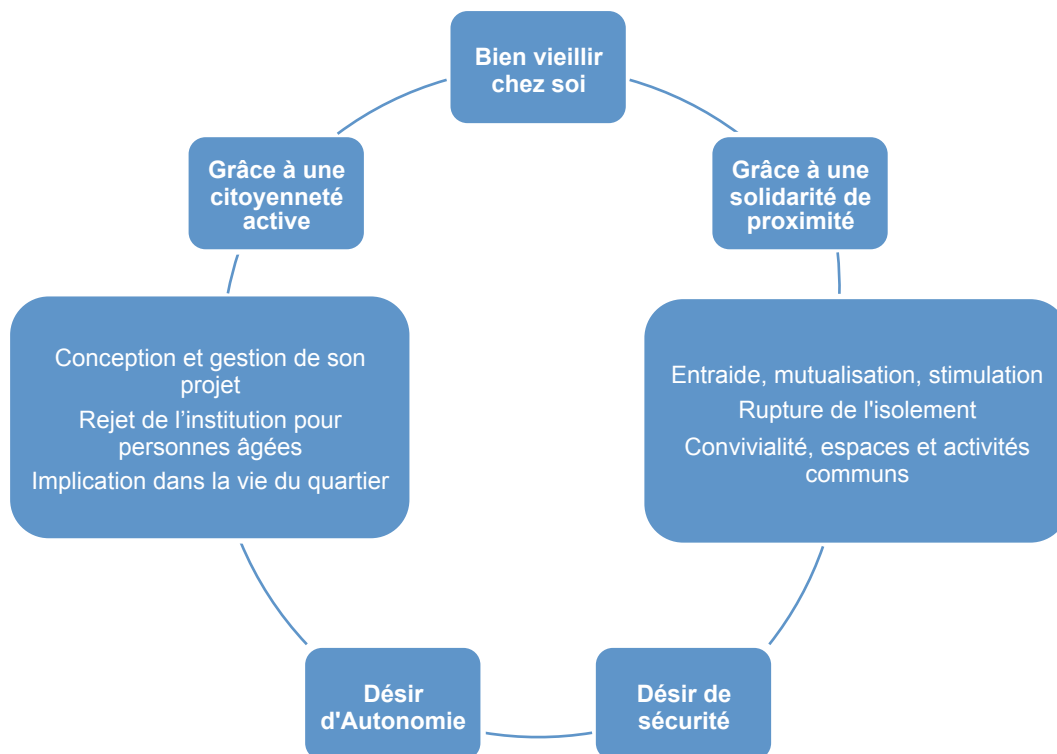 Bien vieillir
chez soi
Grâce à une
citoyenneté
active
Grâce à une
solidarité de
proximité
Conception et gestion de son
projet
Rejet de l’institution pour
personnes âgées
Implication dans la vie du quartier
Entraide, mutualisation, stimulation
Rupture de l'isolement
Convivialité, espaces et activités
communs
Désir
d'Autonomie
Désir de
sécurité